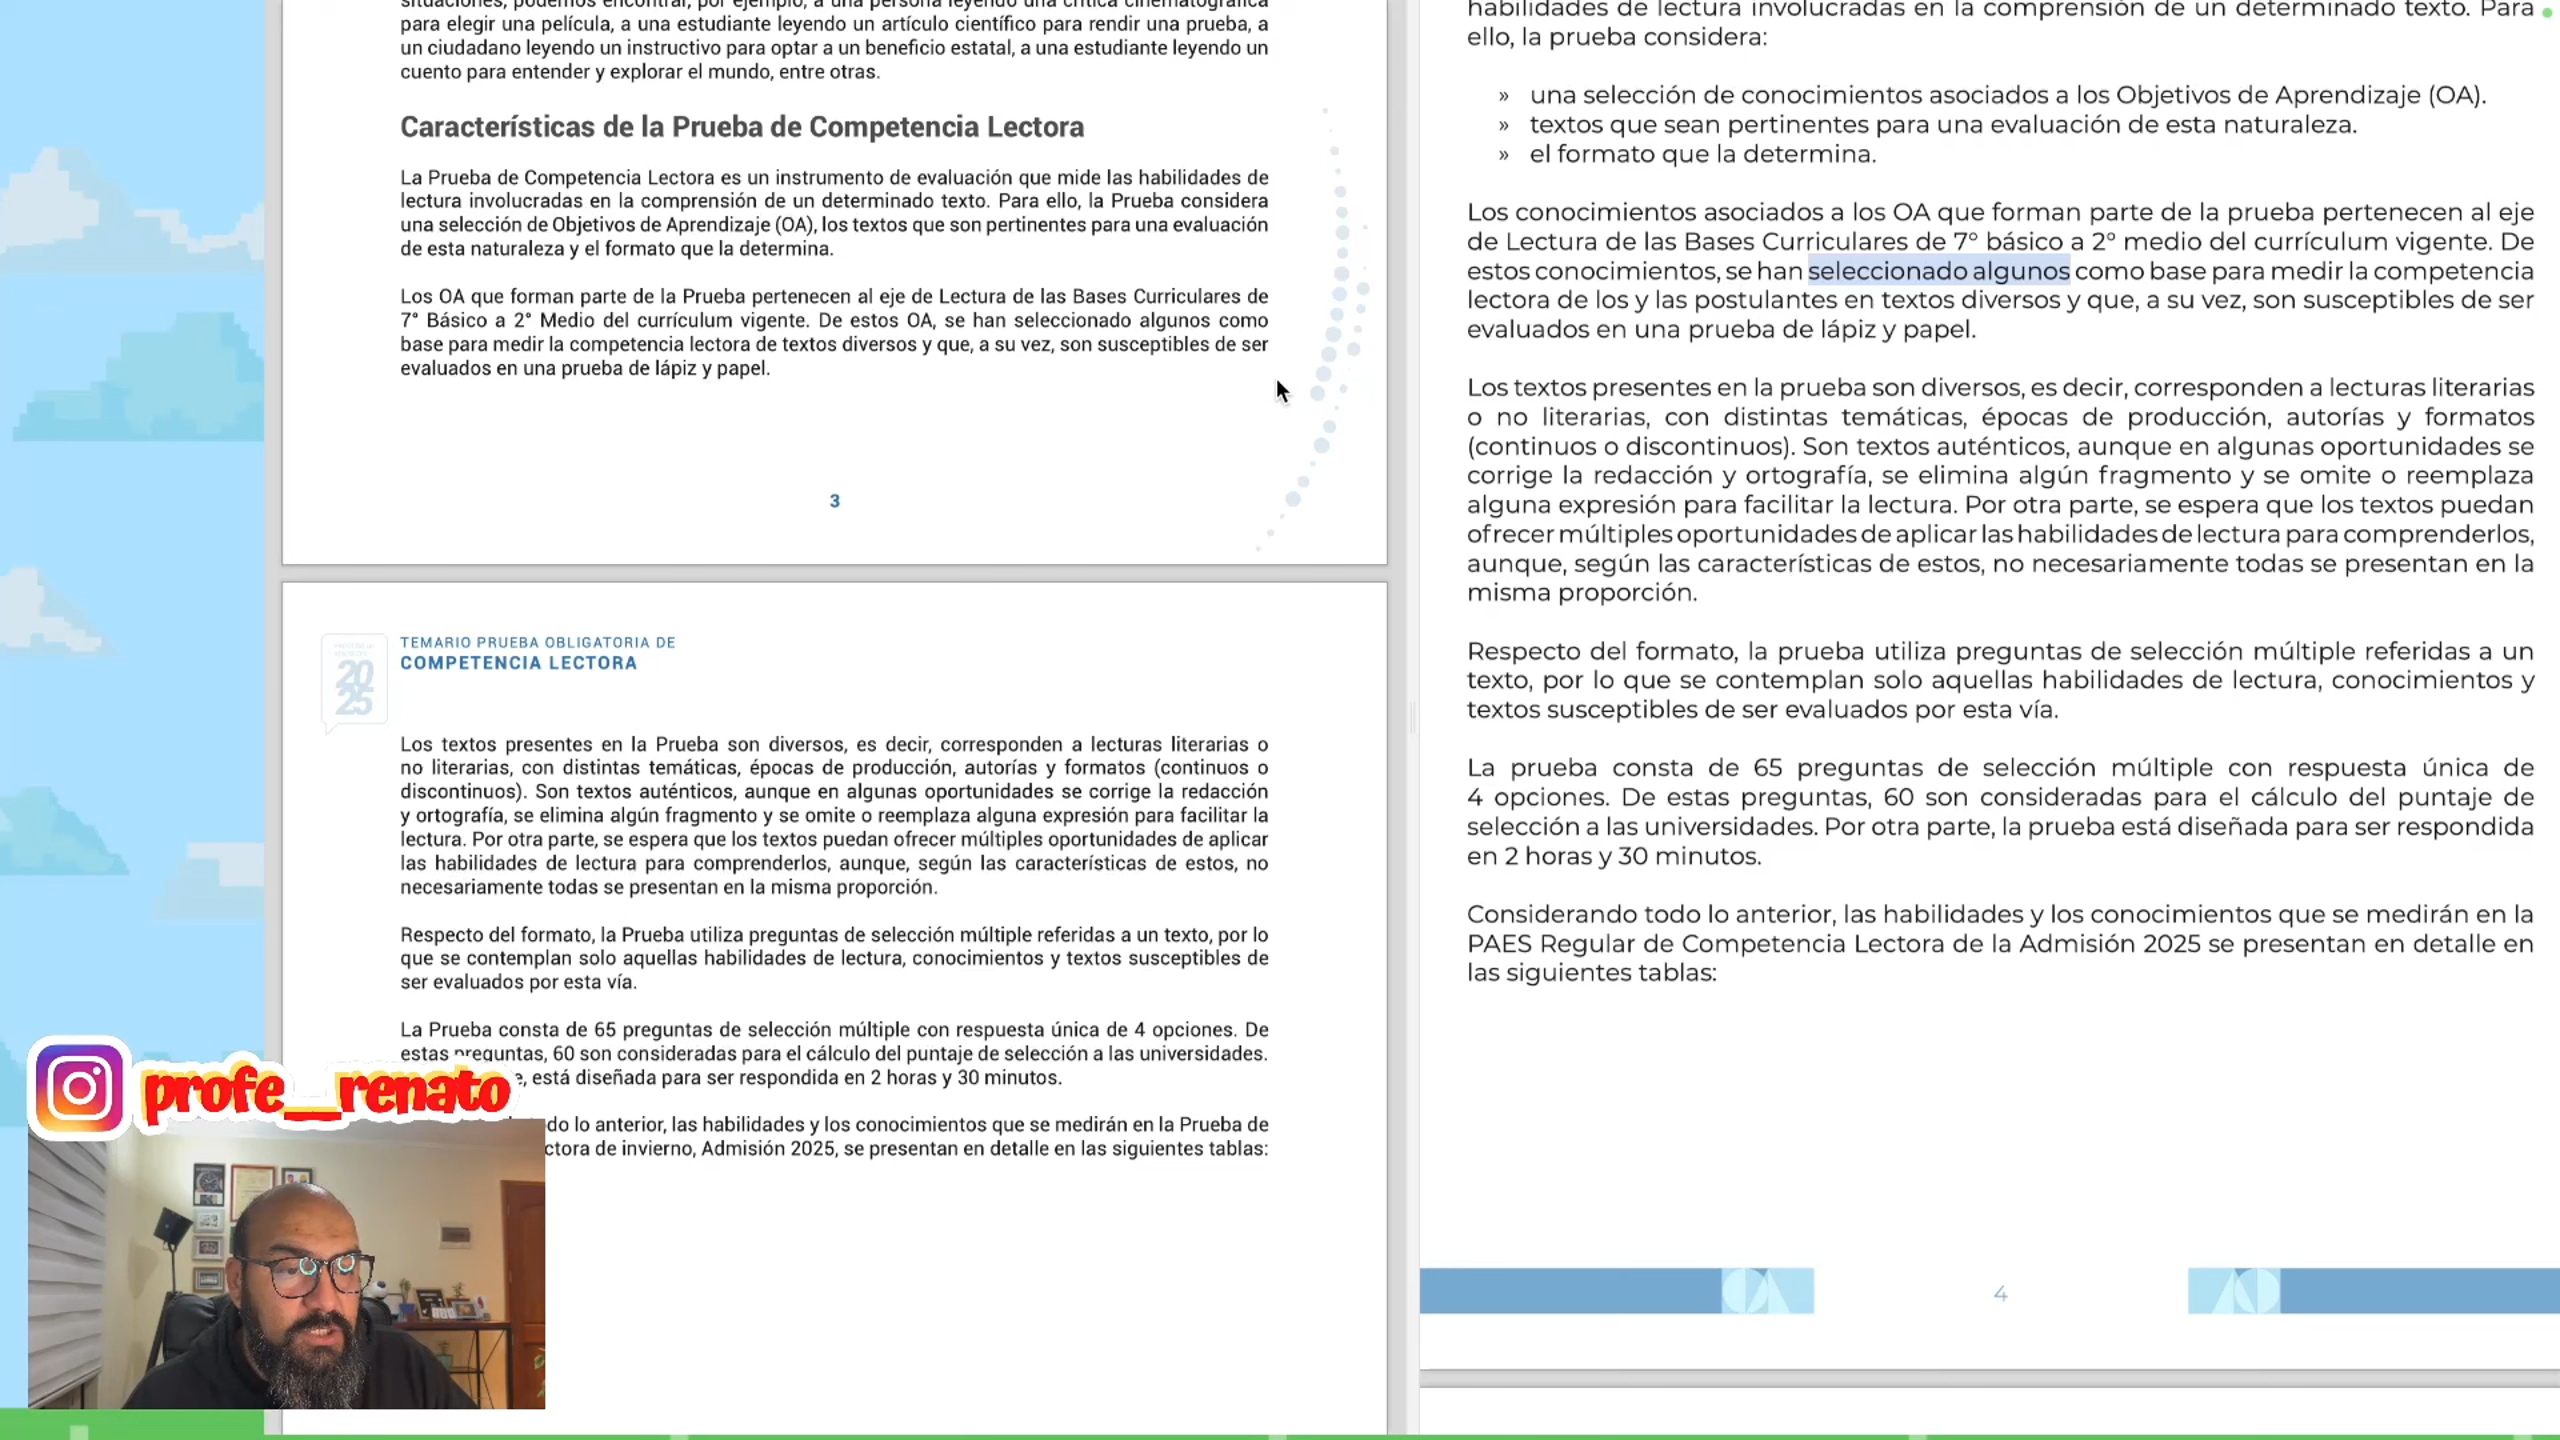 situaciones, podemos encontrar, por ejemplo, a una persona leyendo una crítica cinematográfica
para elegir una película, a una estudiante leyendo un artículo científico para rendir una prueba, a
un ciudadano leyendo un instructivo para optar a un beneficio estatal, a una estudiante leyendo un
cuento para entender y explorar el mundo, entre otras.
Características de la Prueba de Competencia Lectora
La Prueba de Competencia Lectora es un instrumento de evaluación que mide las habilidades de
lectura involucradas en la comprensión de un determinado texto. Para ello, la Prueba considera
una selección de Objetivos de Aprendizaje (OA), los textos que son pertinentes para una evaluación
de esta naturaleza y el formato que la determina.
Los OA que forman parte de la Prueba pertenecen al eje de Lectura de las Bases Curriculares de
7° Básico a 2° Medio del currículum vigente. De estos OA, se han seleccionado algunos como
base para medir la competencia lectora de textos diversos y que, a su vez, son susceptibles de ser
evaluados en una prueba de lápiz y papel.
3
2025
TEMARIO PRUEBA OBLIGATORIA DE
COMPETENCIA LECTORA
Los textos presentes en la Prueba son diversos, es decir, corresponden a lecturas literarias o
no literarias, con distintas temáticas, épocas de producción, autorías y formatos (continuos o
discontinuos). Son textos auténticos, aunque en algunas oportunidades se corrige la redacción
y ortografía, se elimina algún fragmento y se omite o reemplaza alguna expresión para facilitar la
lectura. Por otra parte, se espera que los textos puedan ofrecer múltiples oportunidades de aplicar
las habilidades de lectura para comprenderlos, aunque, según las características de estos, no
necesariamente todas se presentan en la misma proporción.
Respecto del formato, la Prueba utiliza preguntas de selección múltiple referidas a un texto, por lo
que se contemplan solo aquellas habilidades de lectura, conocimientos y textos susceptibles de
ser evaluados por esta vía.
La Prueba consta de 65 preguntas de selección múltiple con respuesta única de 4 opciones. De
estas preguntas, 60 son consideradas para el cálculo del puntaje de selección a las universidades.
e, está diseñada para ser respondida en 2 horas y 30 minutos.
do lo anterior, las habilidades y los conocimientos que se medirán en la Prueba de
ctora de invierno, Admisión 2025, se presentan en detalle en las siguientes tablas:
profe__renato
habilidades de lectura involucradas en la comprensión de un determinado texto. Para
ello, la prueba considera:
» una selección de conocimientos asociados a los Objetivos de Aprendizaje (OA).
» textos que sean pertinentes para una evaluación de esta naturaleza.
» el formato que la determina.
Los conocimientos asociados a los OA que forman parte de la prueba pertenecen al eje
de Lectura de las Bases Curriculares de 7° básico a 2° medio del currículum vigente. De
estos conocimientos, se han seleccionado algunos como base para medir la competencia
lectora de los y las postulantes en textos diversos y que, a su vez, son susceptibles de ser
evaluados en una prueba de lápiz y papel.
Los textos presentes en la prueba son diversos, es decir, corresponden a lecturas literarias
o no literarias, con distintas temáticas, épocas de producción, autorías y formatos
(continuos o discontinuos). Son textos auténticos, aunque en algunas oportunidades se
corrige la redacción y ortografía, se elimina algún fragmento y se omite o reemplaza
alguna expresión para facilitar la lectura. Por otra parte, se espera que los textos puedan
ofrecer múltiples oportunidades de aplicar las habilidades de lectura para comprenderlos,
aunque, según las características de estos, no necesariamente todas se presentan en la
misma proporción.
Respecto del formato, la prueba utiliza preguntas de selección múltiple referidas a un
texto, por lo que se contemplan solo aquellas habilidades de lectura, conocimientos y
textos susceptibles de ser evaluados por esta vía.
La prueba consta de 65 preguntas de selección múltiple con respuesta única de
4 opciones. De estas preguntas, 60 son consideradas para el cálculo del puntaje de
selección a las universidades. Por otra parte, la prueba está diseñada para ser respondida
en 2 horas y 30 minutos.
Considerando todo lo anterior, las habilidades y los conocimientos que se medirán en la
PAES Regular de Competencia Lectora de la Admisión 2025 se presentan en detalle en
las siguientes tablas:
4